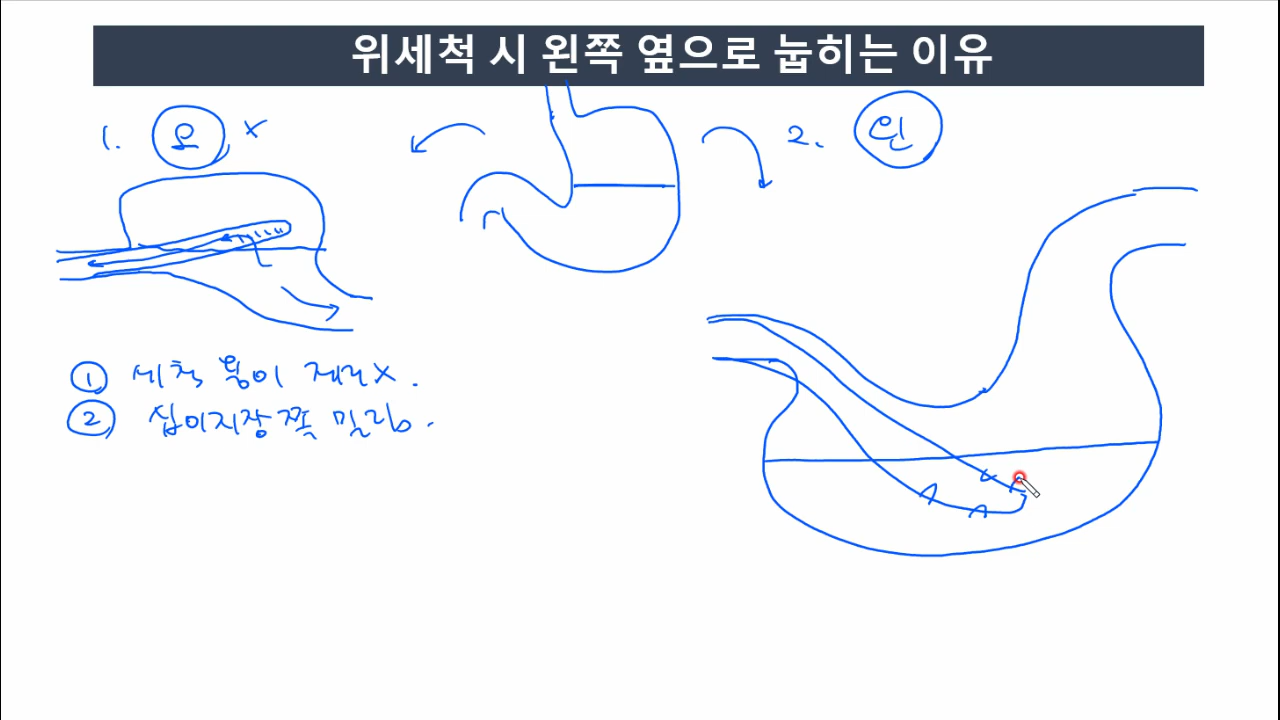 위세척 시 왼쪽 옆으로 눕히는 이유
1. 오 x
2. 왼
① 세척 물이 제거 X.
② 십이지장쪽 밀림.